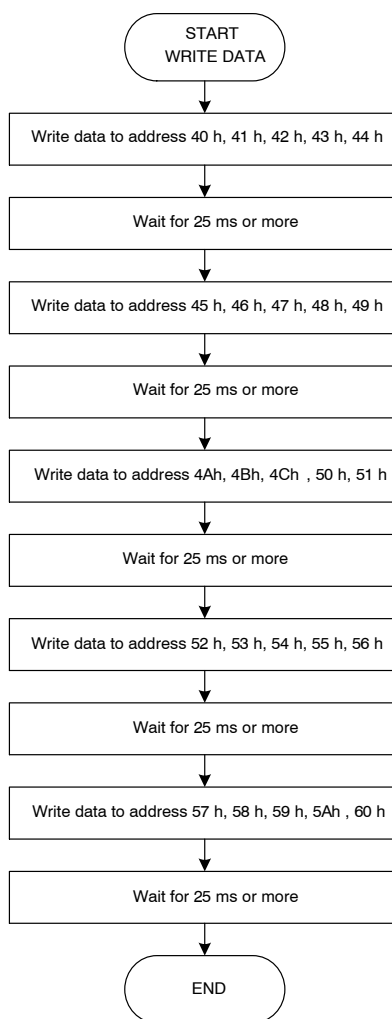 START
WRITE DATA
Write data to address 40 h, 41 h, 42 h, 43 h, 44 h
Wait for 25 ms or more
Write data to address 45 h, 46 h, 47 h, 48 h, 49 h
Wait for 25 ms or more
Write data to address 4Ah, 4Bh, 4Ch , 50 h, 51 h
Wait for 25 ms or more
Write data to address 52 h, 53 h, 54 h, 55 h, 56 h
Wait for 25 ms or more
Write data to address 57 h, 58 h, 59 h, 5Ah , 60 h
Wait for 25 ms or more
END